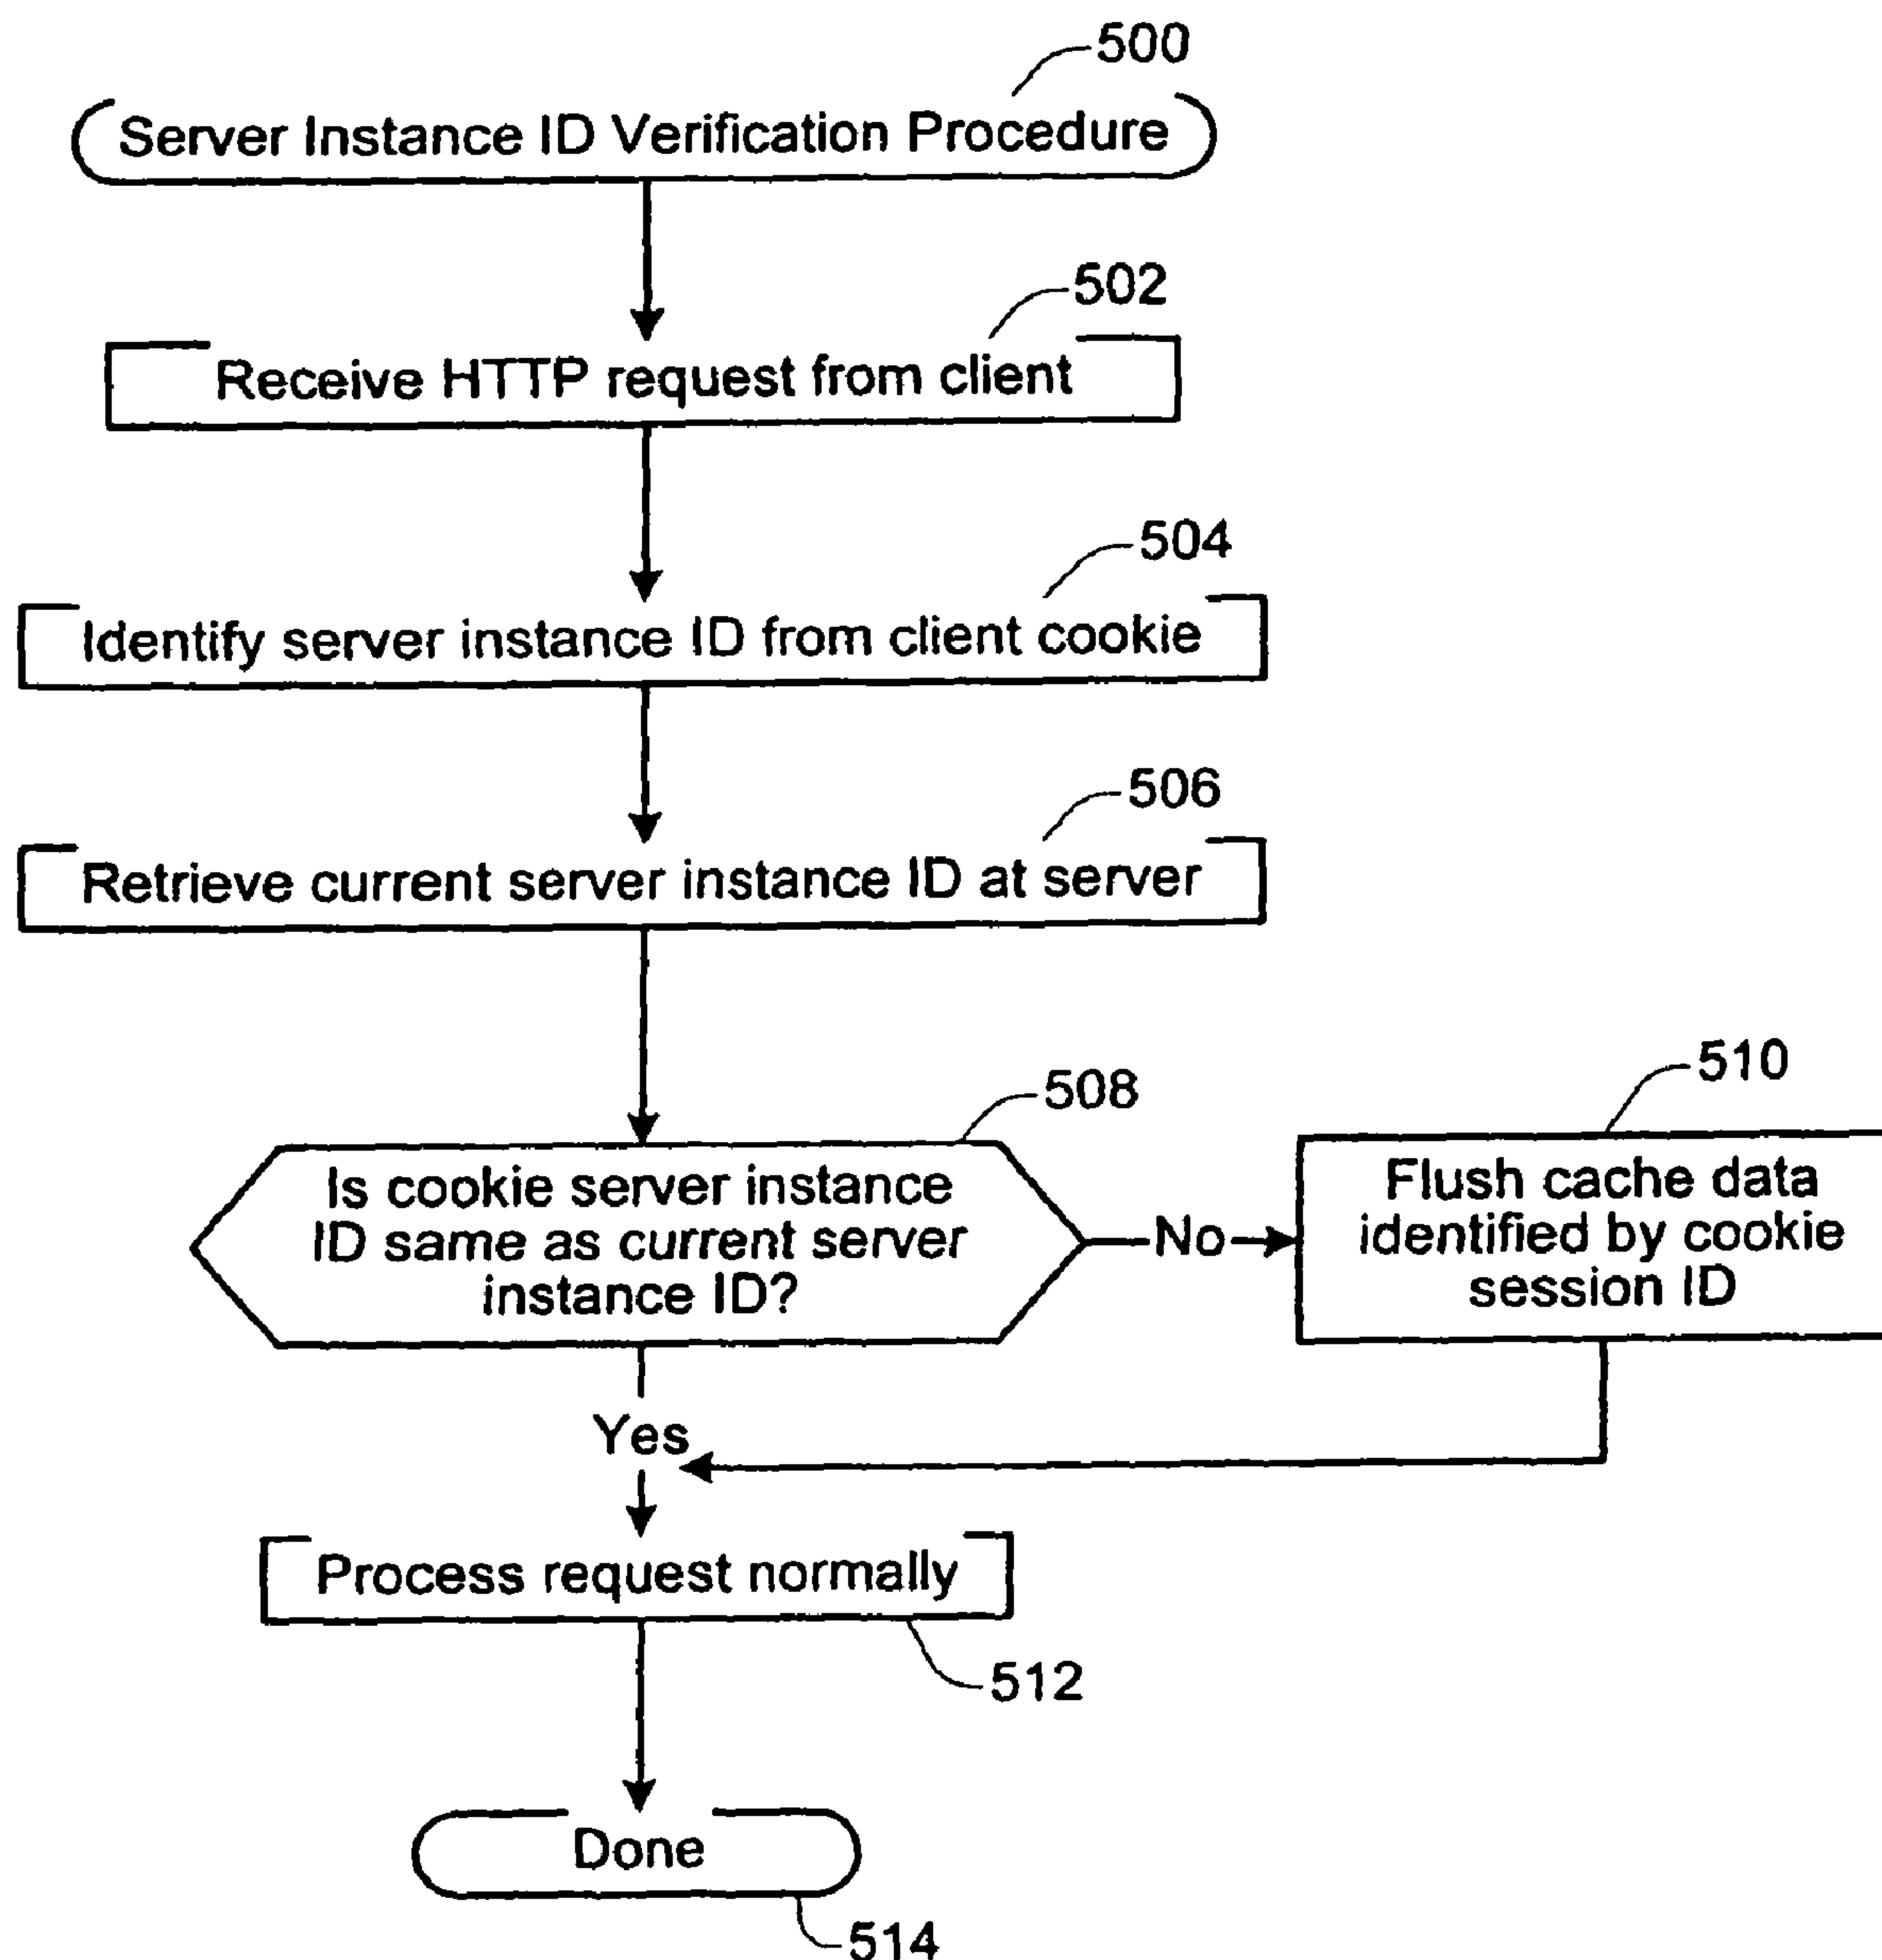 500
Server Instance ID Verification Procedure
502
Receive HTTP request from client
504
Identify server instance ID from client cookie
506
Retrieve current server instance ID at server
508
Is cookie server instance
ID same as current server
instance ID?
No
510
Flush cache data
identified by cookie
session ID
Yes
Process request normally
512
Done
514